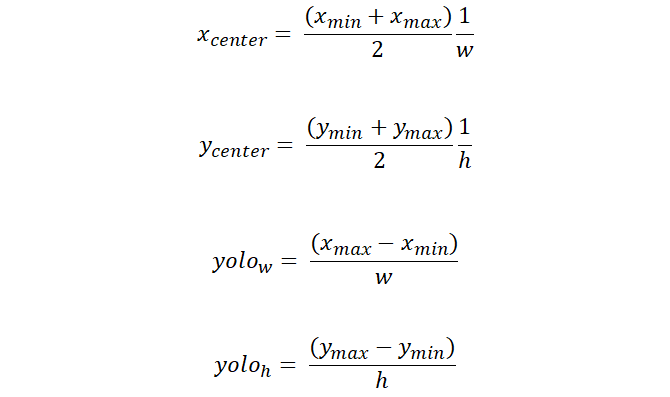 x_center = (x_min + x_max)/2 1/w
y_center = (y_min + y_max)/2 1/h
yolo_w = (x_max − x_min)/w
yolo_h = (y_max − y_min)/h